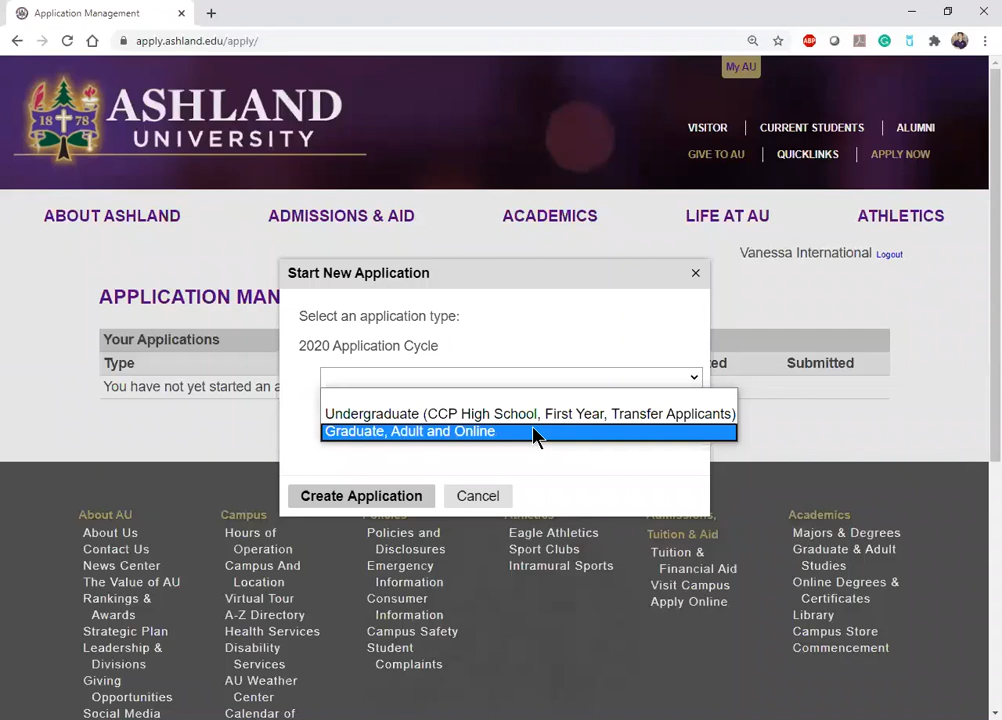 Application Management
apply.ashland.edu/apply/
ABP
My AU
18 78
ASHLAND
UNIVERSITY
VISITOR
CURRENT STUDENTS
ALUMNI
GIVE TO AU
QUICKLINKS
APPLY NOW
ABOUT ASHLAND
ADMISSIONS & AID
ACADEMICS
LIFE AT AU
ATHLETICS
Vanessa International Logout
APPLICATION MAN
Your Applications
Type
ted
Submitted
You have not yet started an a
Start New Application
Select an application type:
2020 Application Cycle
Undergraduate (CCP High School, First Year, Transfer Applicants)
Graduate, Adult and Online
Create Application
Cancel
About AU
About Us
Contact Us
News Center
The Value of AU
Rankings &
Awards
Strategic Plan
Leadership &
Divisions
Giving
Opportunities
Social Media
Campus
Hours of
Operation
Campus And
Location
Virtual Tour
A-Z Directory
Health Services
Disability
Services
AU Weather
Center
Calendar of
Policies and
Disclosures
Emergency
Information
Consumer
Information
Campus Safety
Student
Complaints
Eagle Athletics
Sport Clubs
Intramural Sports
Tuition & Aid
Tuition &
Financial Aid
Visit Campus
Apply Online
Academics
Majors & Degrees
Graduate & Adult
Studies
Online Degrees &
Certificates
Library
Campus Store
Commencement